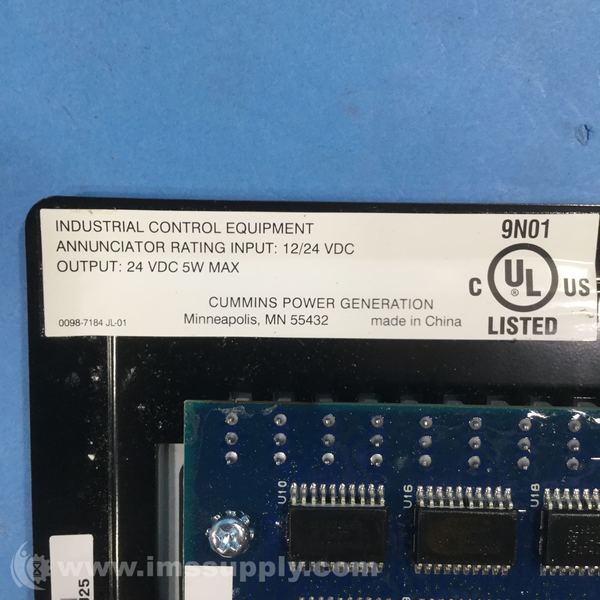 INDUSTRIAL CONTROL EQUIPMENT
ANNUNCIATOR RATING INPUT: 12/24 VDC
OUTPUT: 24 VDC 5W MAX
CUMMINS POWER GENERATION
0098-7184 JL-01
Minneapolis, MN 55432 made in China
9N01
C UL ® US
LISTED
U10
U16
U18
www.imssupply.com